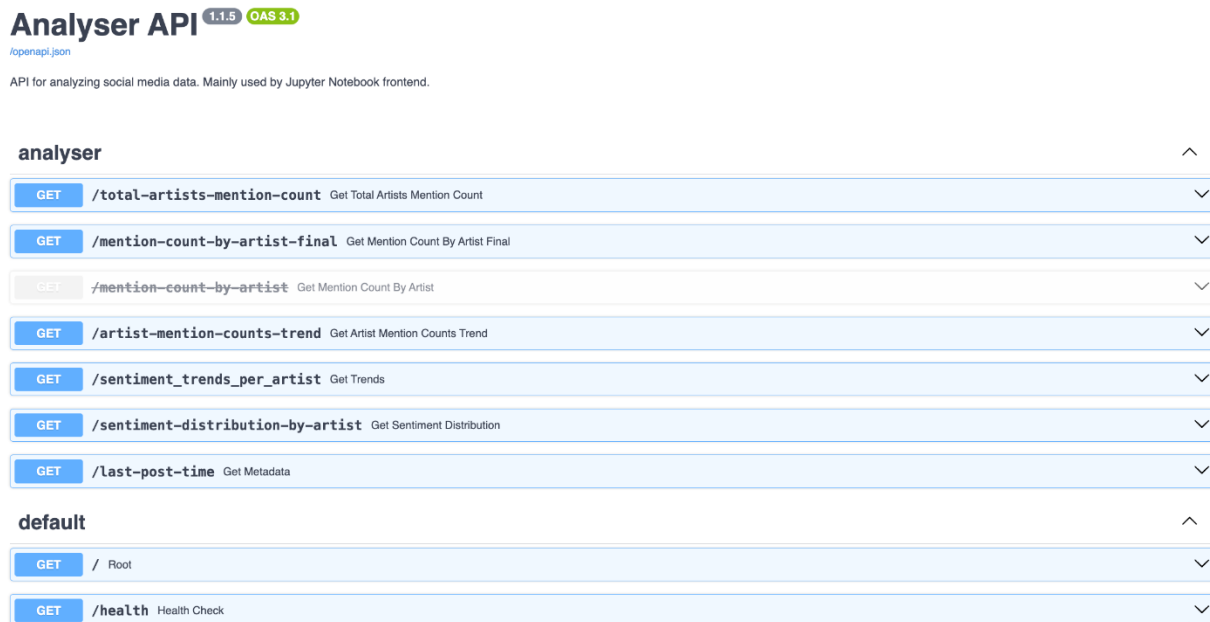 Analyser API 1.1.5 OAS 3.1
/openapi.json
API for analyzing social media data. Mainly used by Jupyter Notebook frontend.
analyser
GET /total-artists-mention-count Get Total Artists Mention Count
GET /mention-count-by-artist-final Get Mention Count By Artist Final
GET /mention-count-by-artist Get Mention Count By Artist
GET /artist-mention-counts-trend Get Artist Mention Counts Trend
GET /sentiment_trends_per_artist Get Trends
GET /sentiment-distribution-by-artist Get Sentiment Distribution
GET /last-post-time Get Metadata
default
GET / Root
GET /health Health Check